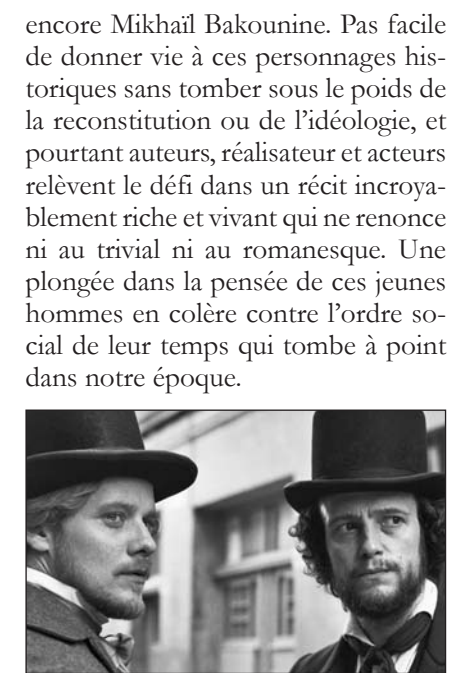 encore Mikhaïl Bakounine. Pas facile
de donner vie à ces personnages his-
toriques sans tomber sous le poids de
la reconstitution ou de l’idéologie, et
pourtant auteurs, réalisateur et acteurs
relèvent le défi dans un récit incroya-
blement riche et vivant qui ne renonce
ni au trivial ni au romanesque. Une
plongée dans la pensée de ces jeunes
hommes en colère contre l’ordre so-
cial de leur temps qui tombe à point
dans notre époque.